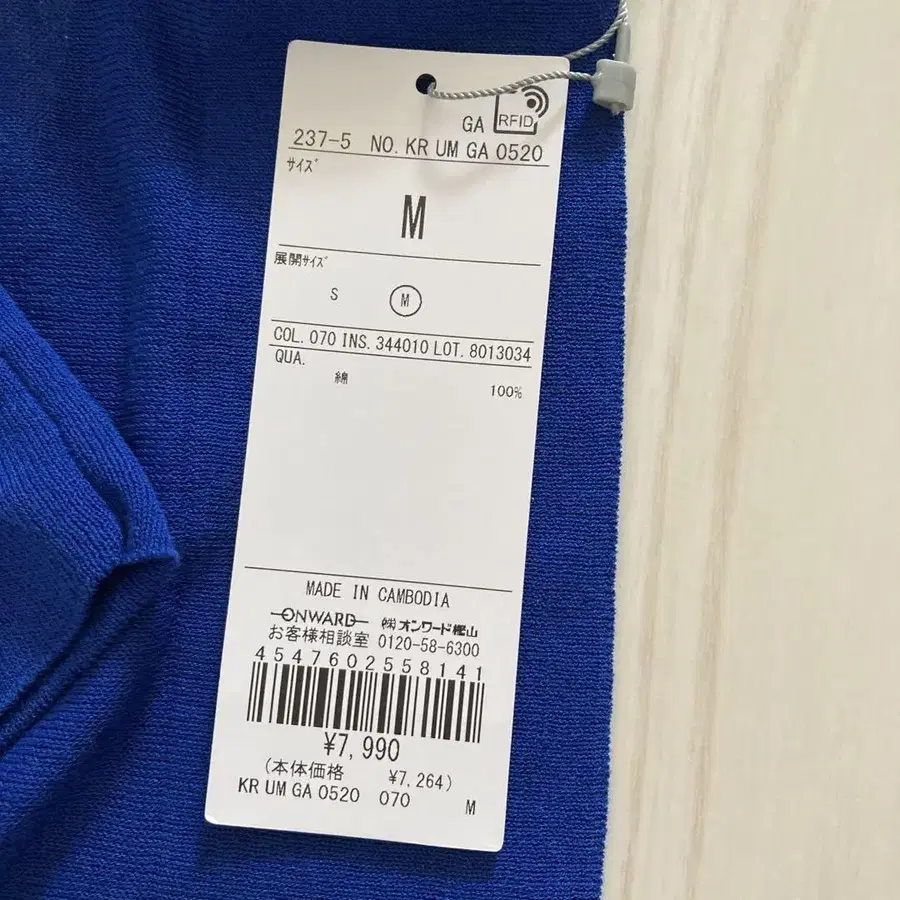 GA RFID
237-5 NO. KR UM GA 0520
サイズ
M
展開サイズ
S M
COL. 070 INS. 344010 LOT. 8013034
QUA.
綿 100%
MADE IN CAMBODIA
ONWARD ㈱オンワード樫山
お客様相談室 0120-58-6300
4547602558141
¥7,990
(本体価格 ¥7,264)
KR UM GA 0520 070 M